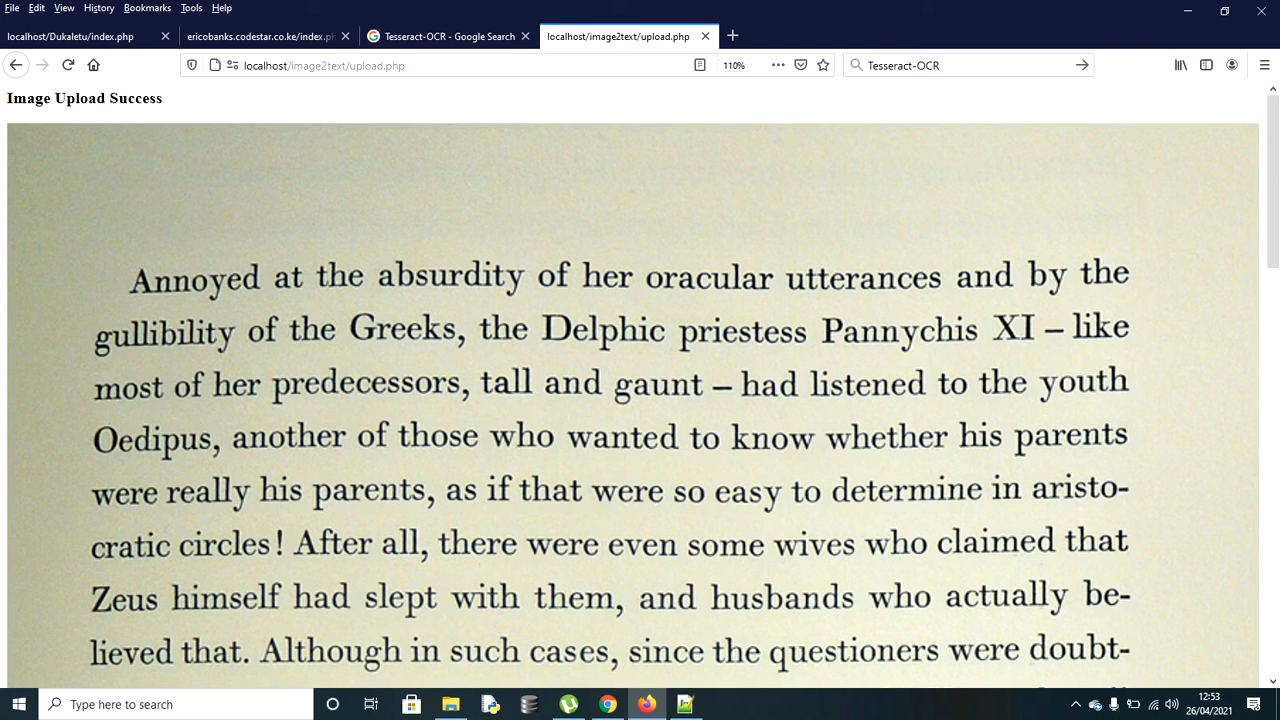 File Edit View History Bookmarks Tools Help
localhost/Dukaletu/index.php
ericobanks.codestar.co.ke/index.ph
Tesseract-OCR - Google Search
localhost/image2text/upload.php
localhost/image2text/upload.php
110%
Tesseract-OCR
Image Upload Success
Annoyed at the absurdity of her oracular utterances and by the
gullibility of the Greeks, the Delphic priestess Pannychis XI – like
most of her predecessors, tall and gaunt – had listened to the youth
Oedipus, another of those who wanted to know whether his parents
were really his parents, as if that were so easy to determine in aristo-
cratic circles! After all, there were even some wives who claimed that
Zeus himself had slept with them, and husbands who actually be-
lieved that. Although in such cases, since the questioners were doubt-
Type here to search
12:53
26/04/2021